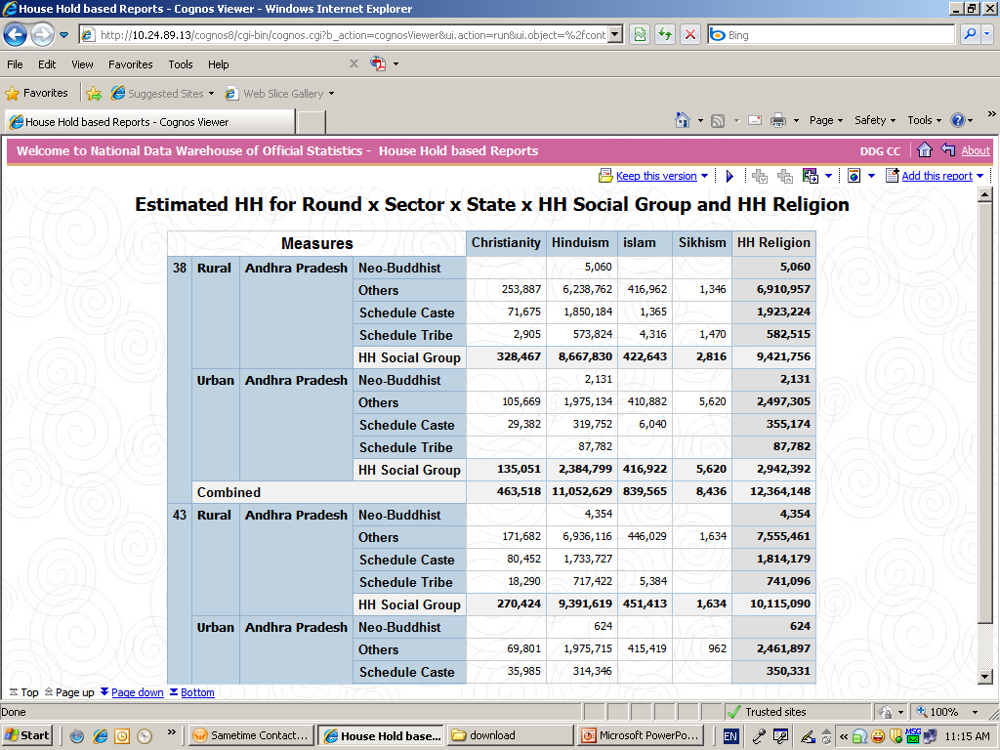 House Hold based Reports - Cognos Viewer - Windows Internet Explorer
http://10.24.89.13/cognos8/cgi-bin/cognos.cgi?b_action=cognosViewer&ui.action=run&ui.object=%2fcont Bing
File Edit View Favorites Tools Help
Favorites Suggested Sites Web Slice Gallery
House Hold based Reports - Cognos Viewer Page Safety Tools
Welcome to National Data Warehouse of Official Statistics - House Hold based Reports DDG CC About
Keep this version Add this report
Estimated HH for Round x Sector x State x HH Social Group and HH Religion
Measures Christianity Hinduism islam Sikhism HH Religion
38 Rural Andhra Pradesh Neo-Buddhist 5,060 5,060
Others 253,887 6,238,762 416,962 1,346 6,910,957
Schedule Caste 71,675 1,850,184 1,365 1,923,224
Schedule Tribe 2,905 573,824 4,316 1,470 582,515
HH Social Group 328,467 8,667,830 422,643 2,816 9,421,756
Urban Andhra Pradesh Neo-Buddhist 2,131 2,131
Others 105,669 1,975,134 410,882 5,620 2,497,305
Schedule Caste 29,382 319,752 6,040 355,174
Schedule Tribe 87,782 87,782
HH Social Group 135,051 2,384,799 416,922 5,620 2,942,392
Combined 463,518 11,052,629 839,565 8,436 12,364,148
43 Rural Andhra Pradesh Neo-Buddhist 4,354 4,354
Others 171,682 6,936,116 446,029 1,634 7,555,461
Schedule Caste 80,452 1,733,727 1,814,179
Schedule Tribe 18,290 717,422 5,384 741,096
HH Social Group 270,424 9,391,619 451,413 1,634 10,115,090
Urban Andhra Pradesh Neo-Buddhist 624 624
Others 69,801 1,975,715 415,419 962 2,461,897
Schedule Caste 35,985 314,346 350,331
Top Page up Page down Bottom
Done Trusted sites 100%
Start Sametime Contact... House Hold base... download Microsoft PowerPo... EN MSG 11:15 AM